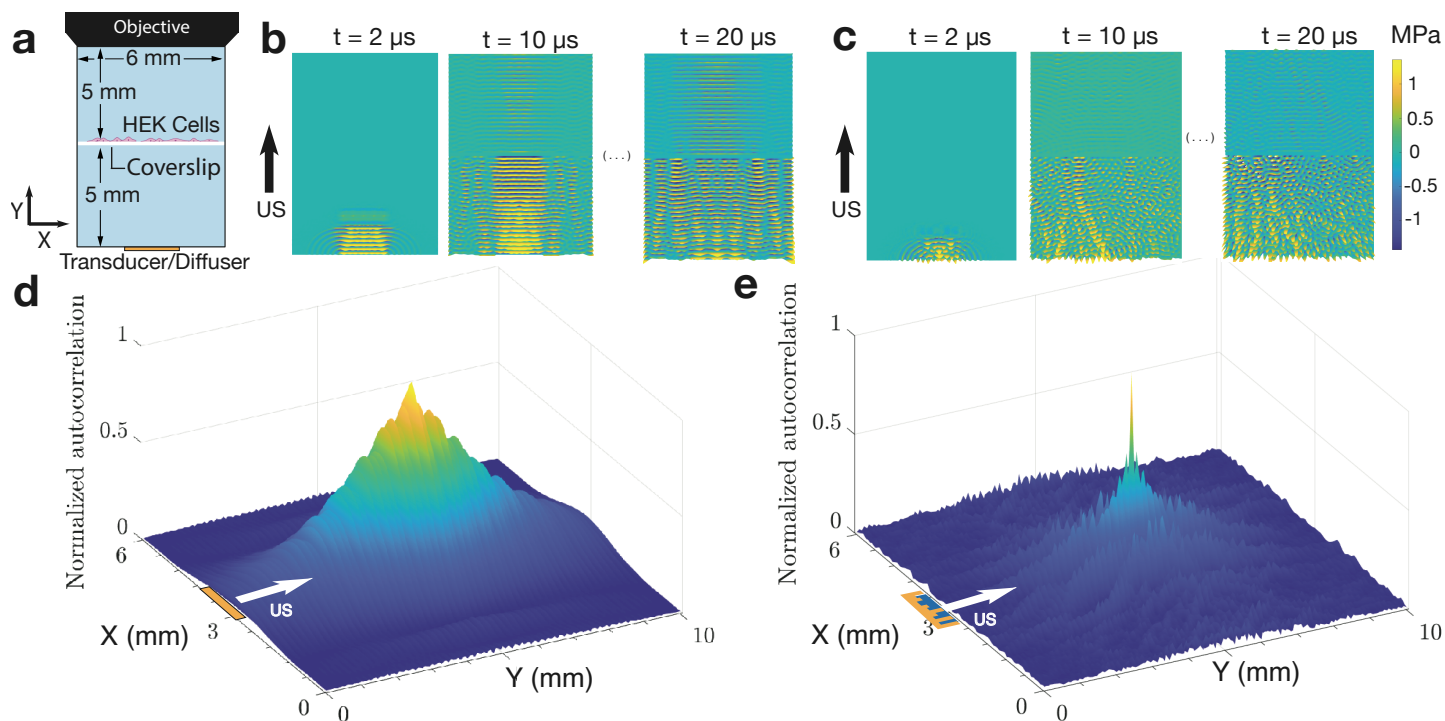 a
Objective
6 mm
5 mm
HEK Cells
Coverslip
5 mm
Y
X
Transducer/Diffuser
b
t = 2 µs
t = 10 µs
t = 20 µs
(...)
US
c
t = 2 µs
t = 10 µs
t = 20 µs
(...)
US
MPa
1
0.5
0
-0.5
-1
d
Normalized autocorrelation
1
0.5
0
6
3
0
X (mm)
US
0
Y (mm)
10
e
Normalized autocorrelation
1
0.5
0
6
3
0
X (mm)
US
0
Y (mm)
10